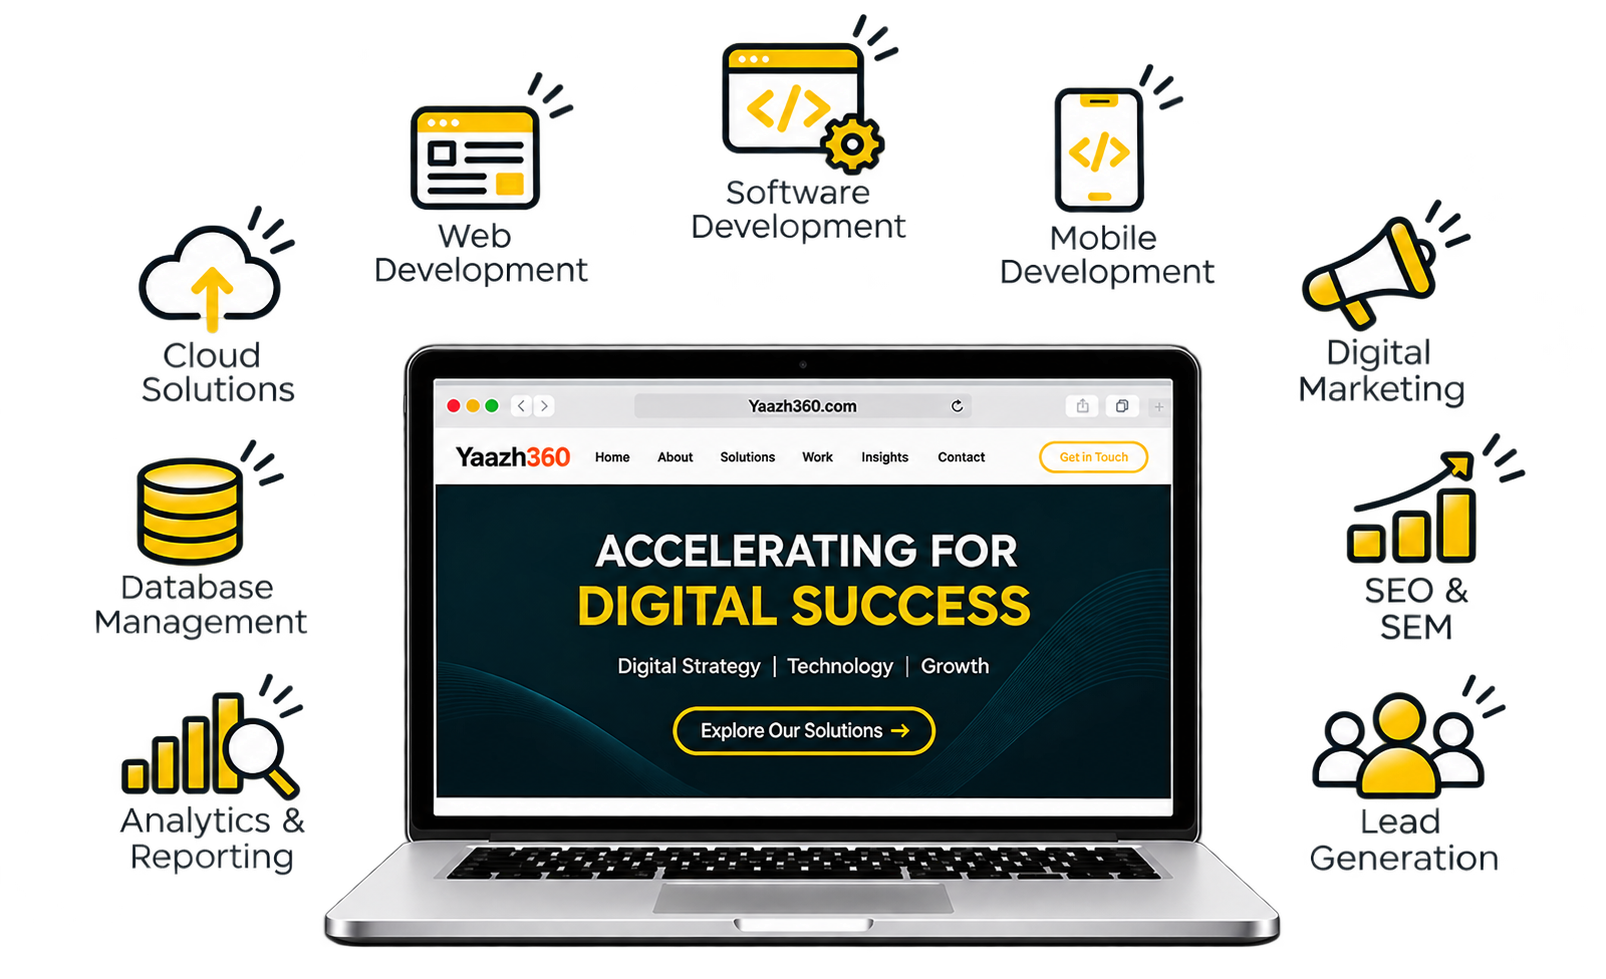 Software
Development
Web
Development
Mobile
Development
Cloud
Solutions
Digital
Marketing
Database
Management
SEO &
SEM
Analytics &
Reporting
Lead
Generation
Yaazh360.com
Yaazh360 Home About Solutions Work Insights Contact Get in Touch
ACCELERATING FOR
DIGITAL SUCCESS
Digital Strategy | Technology | Growth
Explore Our Solutions →